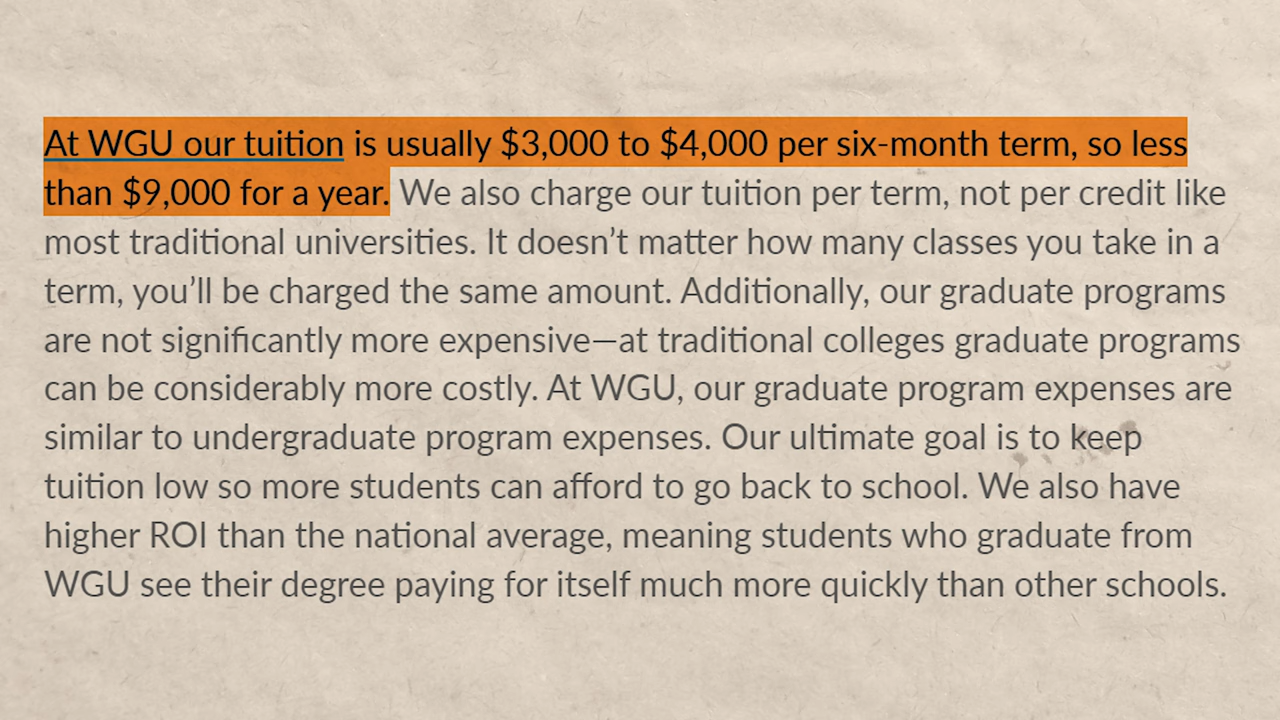 At WGU our tuition is usually $3,000 to $4,000 per six-month term, so less
than $9,000 for a year. We also charge our tuition per term, not per credit like
most traditional universities. It doesn’t matter how many classes you take in a
term, you’ll be charged the same amount. Additionally, our graduate programs
are not significantly more expensive—at traditional colleges graduate programs
can be considerably more costly. At WGU, our graduate program expenses are
similar to undergraduate program expenses. Our ultimate goal is to keep
tuition low so more students can afford to go back to school. We also have
higher ROI than the national average, meaning students who graduate from
WGU see their degree paying for itself much more quickly than other schools.